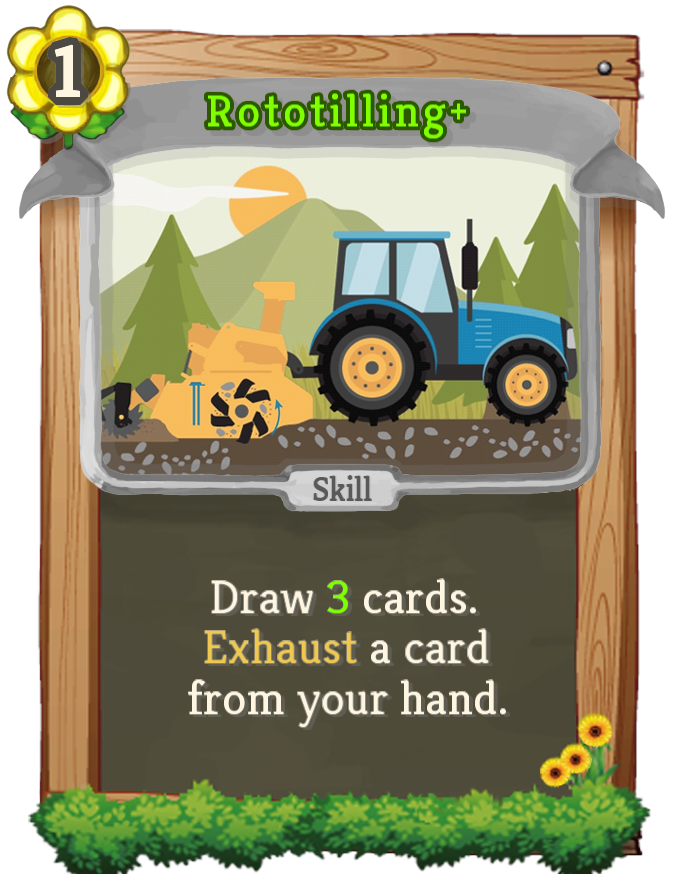 1
Rototilling+
Skill
Draw 3 cards.
Exhaust a card
from your hand.